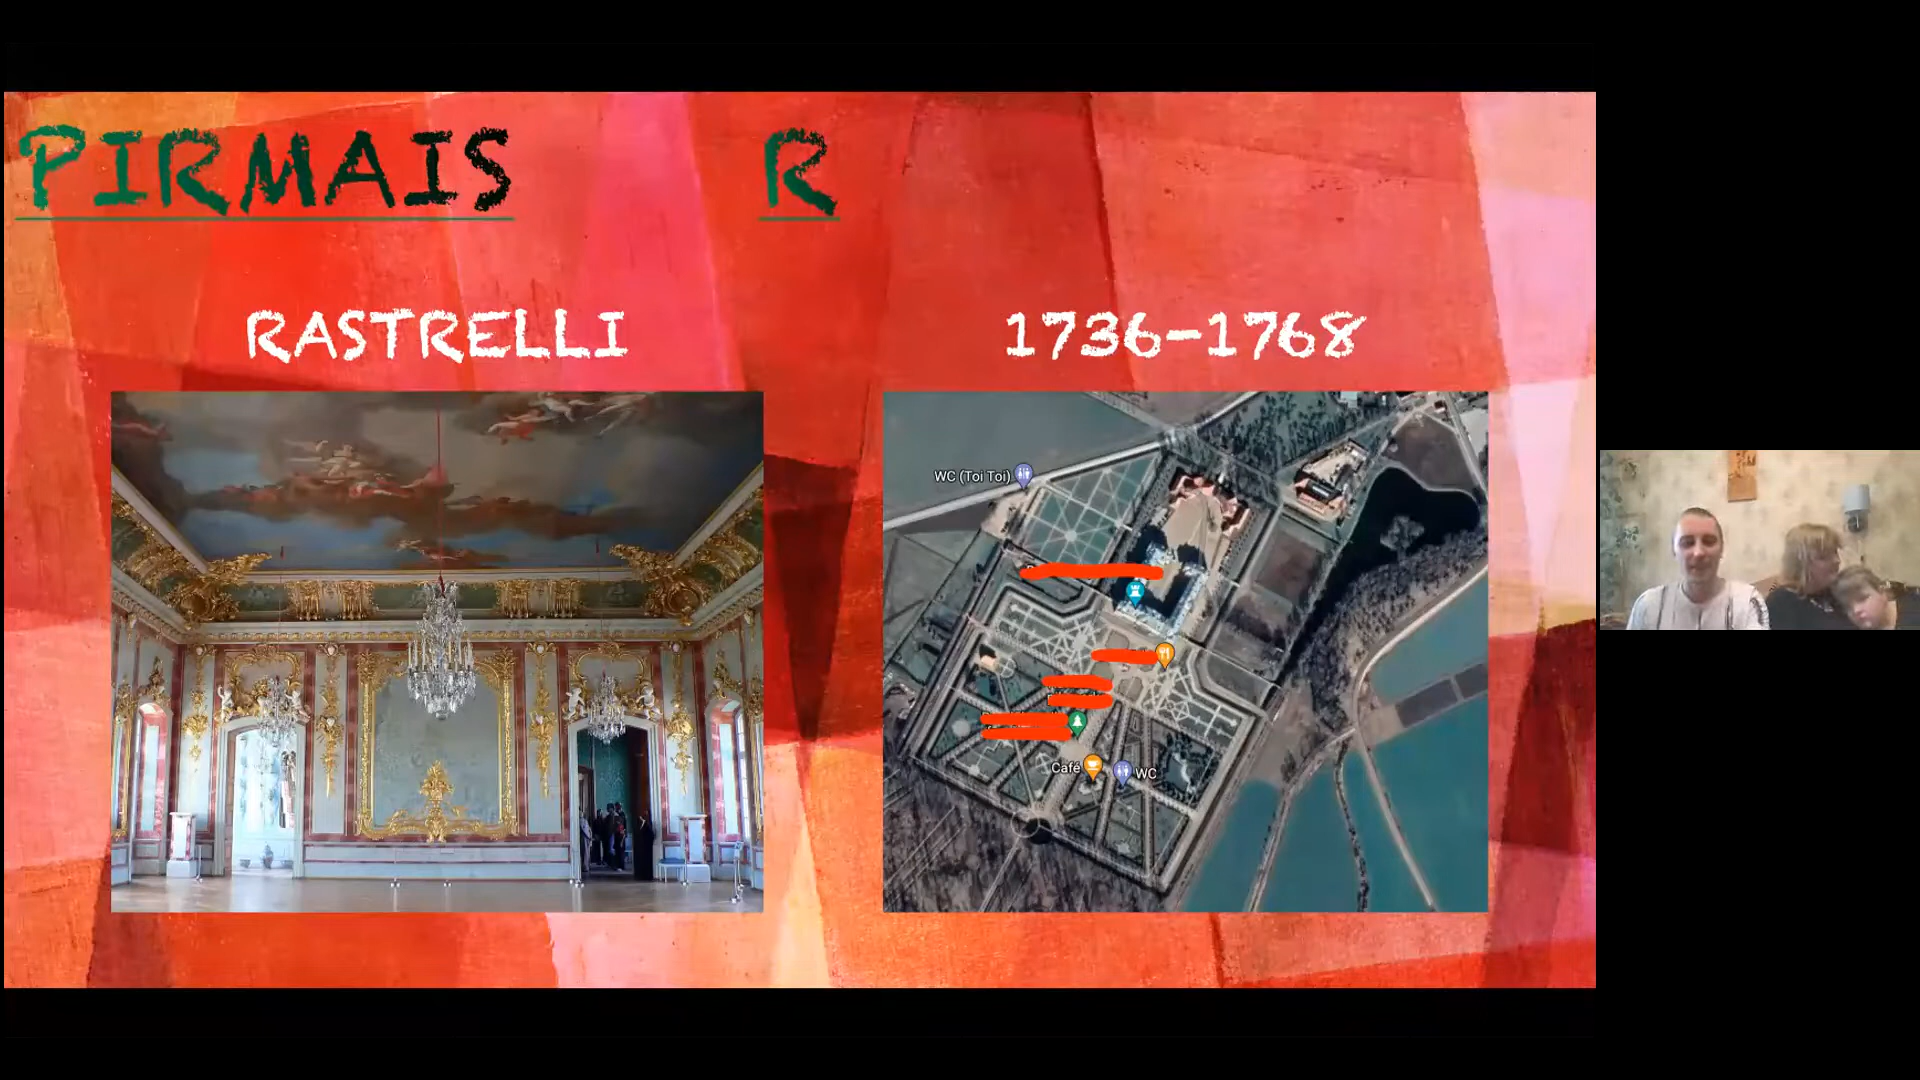 PIRMAIS R
RASTRELLI
1736-1768
WC (Toi Toi)
Café
WC